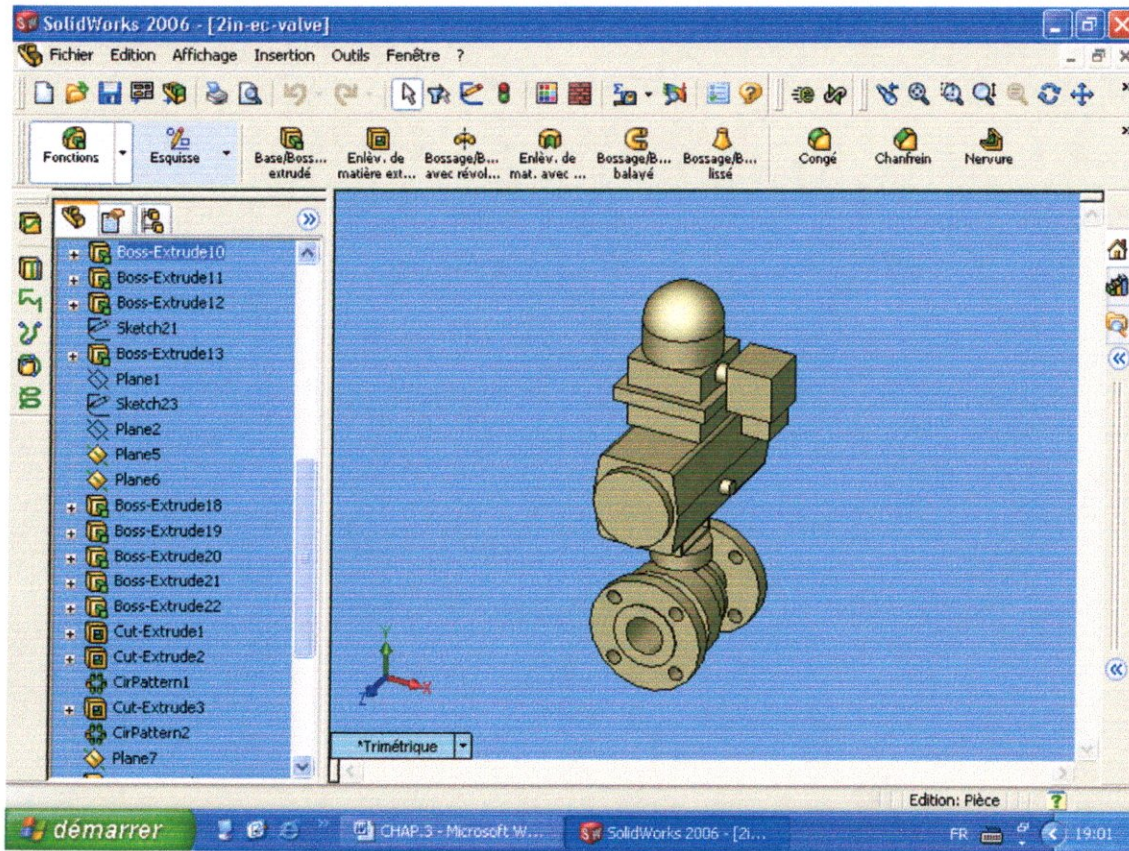 SolidWorks 2006 - [2in-ec-valve]
Fichier Edition Affichage Insertion Outils Fenêtre ?
Fonctions Esquisse Base/Boss... extrudé Enlèv. de matière ext... Bossage/B... avec révol... Enlèv. de mat. avec ... Bossage/B... balayé Bossage/B... lissé Congé Chanfrein Nervure
Boss-Extrude10
Boss-Extrude11
Boss-Extrude12
Sketch21
Boss-Extrude13
Plane1
Sketch23
Plane2
Plane5
Plane6
Boss-Extrude18
Boss-Extrude19
Boss-Extrude20
Boss-Extrude21
Boss-Extrude22
Cut-Extrude1
Cut-Extrude2
CirPattern1
Cut-Extrude3
CirPattern2
Plane7
Y
X
Z
*Trimétrique
Edition: Pièce
démarrer CHAP.3 - Microsoft W... SolidWorks 2006 - [2i... FR 19:01